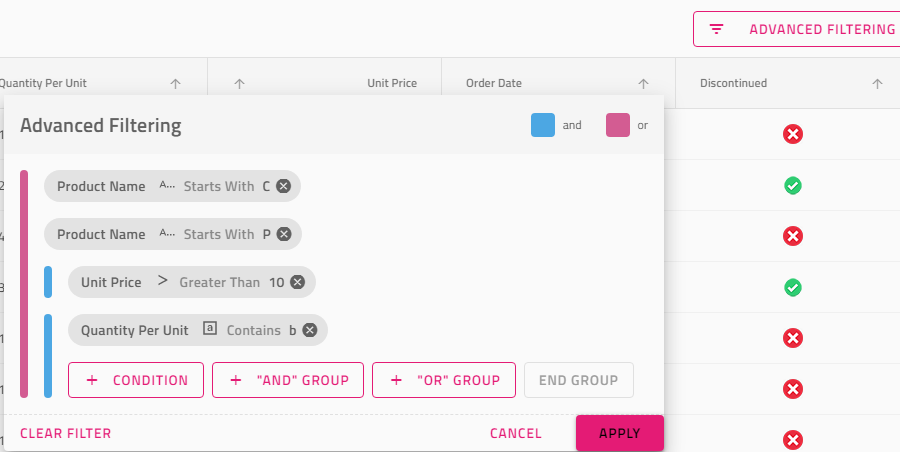 ADVANCED FILTERING
Quantity Per Unit
Unit Price
Order Date
Discontinued
Advanced Filtering
and
or
Product Name A... Starts With C
Product Name A... Starts With P
Unit Price > Greater Than 10
Quantity Per Unit a Contains b
+ CONDITION
+ "AND" GROUP
+ "OR" GROUP
END GROUP
CLEAR FILTER
CANCEL
APPLY